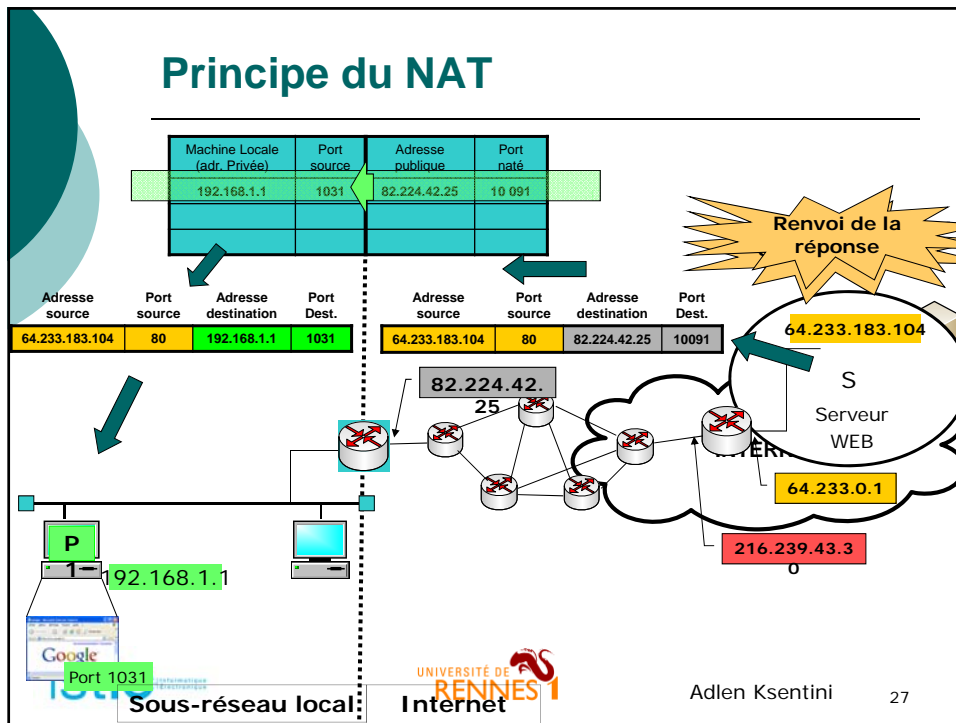 Principe du NAT
Machine Locale (adr. Privée) | Port source | Adresse publique | Port naté
192.168.1.1 | 1031 | 82.224.42.25 | 10 091
Renvoi de la
réponse
Adresse source | Port source | Adresse destination | Port Dest.
64.233.183.104 | 80 | 192.168.1.1 | 1031
Adresse source | Port source | Adresse destination | Port Dest.
64.233.183.104 | 80 | 82.224.42.25 | 10091
64.233.183.104
S
Serveur
WEB
82.224.42.
25
64.233.0.1
216.239.43.3
0
P
1
192.168.1.1
Google
Port 1031
Informatique
Électronique
UNIVERSITÉ DE
RENNES 1
Sous-réseau local
Internet
Adlen Ksentini
27